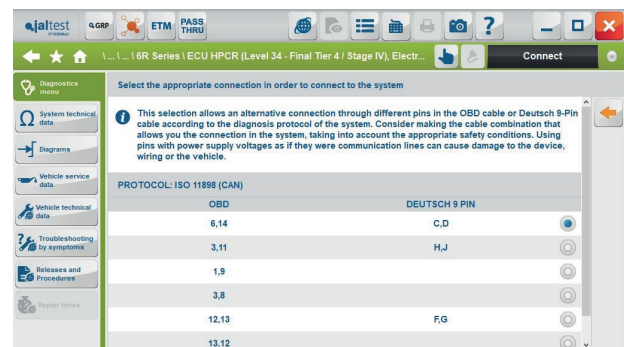 jaltest
GRP
ETM
PASS
THRU
?
\ ... \ ... \ 6R Series \ ECU HPCR (Level 34 - Final Tier 4 / Stage IV), Electr...
Connect
Diagnostics
menu
System technical
data
Diagrams
Vehicle service
data
Vehicle technical
data
Troubleshooting
by symptoms
Releases and
Procedures
Repair times
Select the appropriate connection in order to connect to the system
This selection allows an alternative connection through different pins in the OBD cable or Deutsch 9-Pin
cable according to the diagnosis protocol of the system. Consider making the cable combination that
allows you the connection in the system, taking into account the appropriate safety conditions. Using
pins with power supply voltages as if they were communication lines can cause damage to the device,
wiring or the vehicle.
PROTOCOL: ISO 11898 (CAN)
OBD DEUTSCH 9 PIN
6,14 C,D
3,11 H,J
1,9
3,8
12,13 F,G
13,12